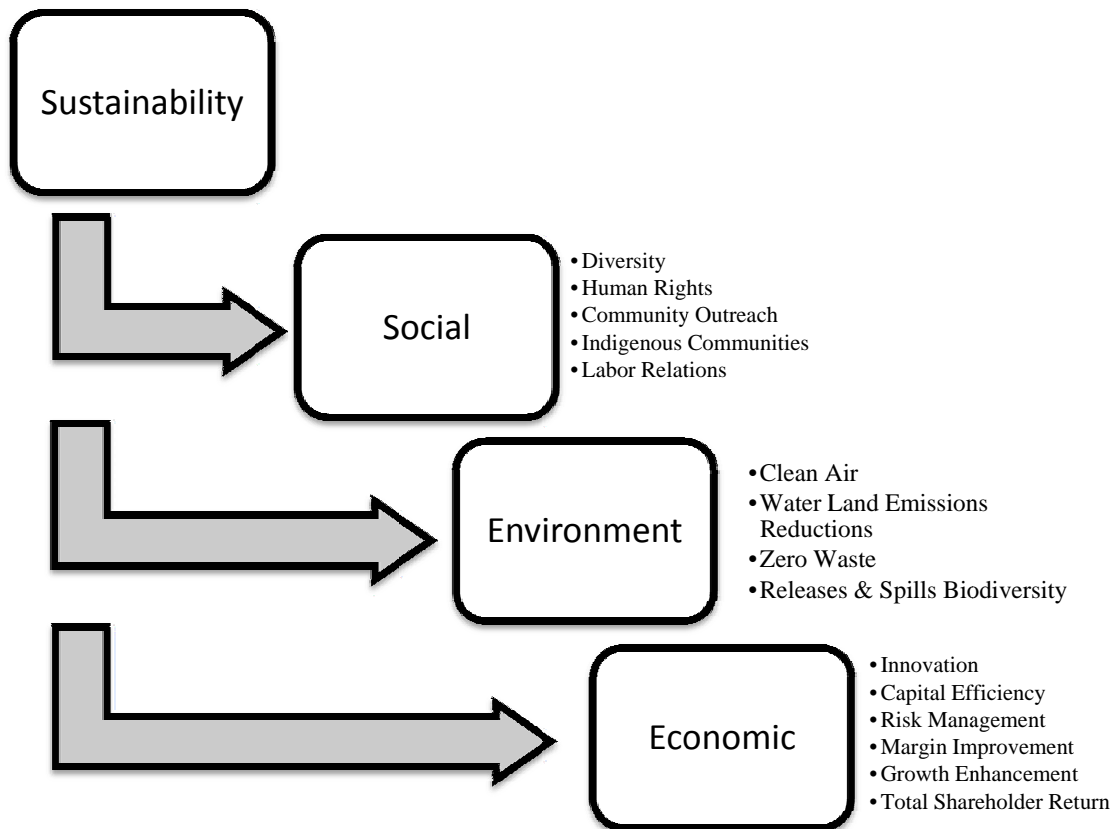 Sustainability
Social
• Diversity
• Human Rights
• Community Outreach
• Indigenous Communities
• Labor Relations
Environment
• Clean Air
• Water Land Emissions
Reductions
• Zero Waste
• Releases & Spills Biodiversity
Economic
• Innovation
• Capital Efficiency
• Risk Management
• Margin Improvement
• Growth Enhancement
• Total Shareholder Return